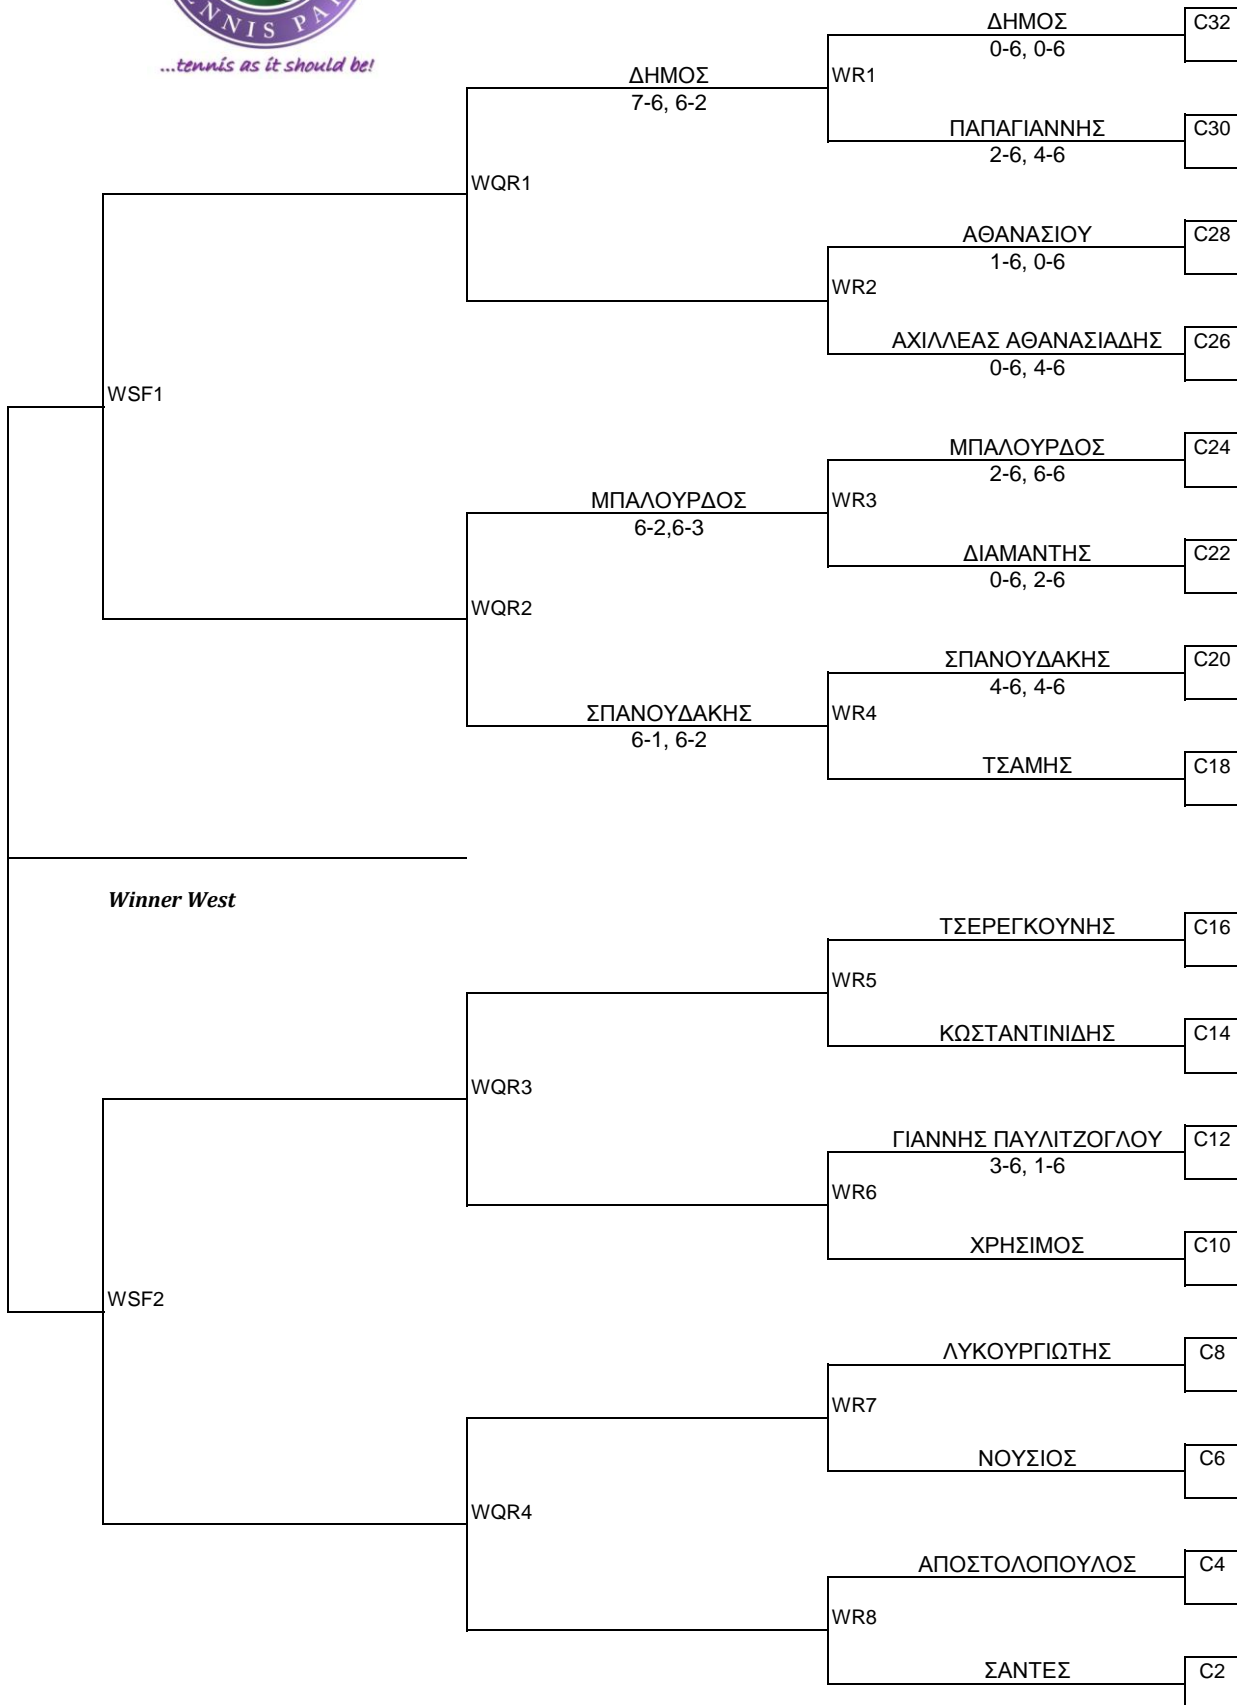 ENNIS PAR
...tennis as it should be!
ΔΗΜΟΣ
C32
0-6, 0-6
ΔΗΜΟΣ
WR1
7-6, 6-2
ΠΑΠΑΓΙΑΝΝΗΣ
C30
2-6, 4-6
WQR1
ΑΘΑΝΑΣΙΟΥ
C28
1-6, 0-6
WR2
ΑΧΙΛΛΕΑΣ ΑΘΑΝΑΣΙΑΔΗΣ
C26
0-6, 4-6
WSF1
ΜΠΑΛΟΥΡΔΟΣ
C24
2-6, 6-6
ΜΠΑΛΟΥΡΔΟΣ
WR3
6-2,6-3
ΔΙΑΜΑΝΤΗΣ
C22
0-6, 2-6
WQR2
ΣΠΑΝΟΥΔΑΚΗΣ
C20
4-6, 4-6
ΣΠΑΝΟΥΔΑΚΗΣ
WR4
6-1, 6-2
ΤΣΑΜΗΣ
C18
Winner West
ΤΣΕΡΕΓΚΟΥΝΗΣ
C16
WR5
ΚΩΣΤΑΝΤΙΝΙΔΗΣ
C14
WQR3
ΓΙΑΝΝΗΣ ΠΑΥΛΙΤΖΟΓΛΟΥ
C12
3-6, 1-6
WR6
ΧΡΗΣΙΜΟΣ
C10
WSF2
ΛΥΚΟΥΡΓΙΩΤΗΣ
C8
WR7
ΝΟΥΣΙΟΣ
C6
WQR4
ΑΠΟΣΤΟΛΟΠΟΥΛΟΣ
C4
WR8
ΣΑΝΤΕΣ
C2